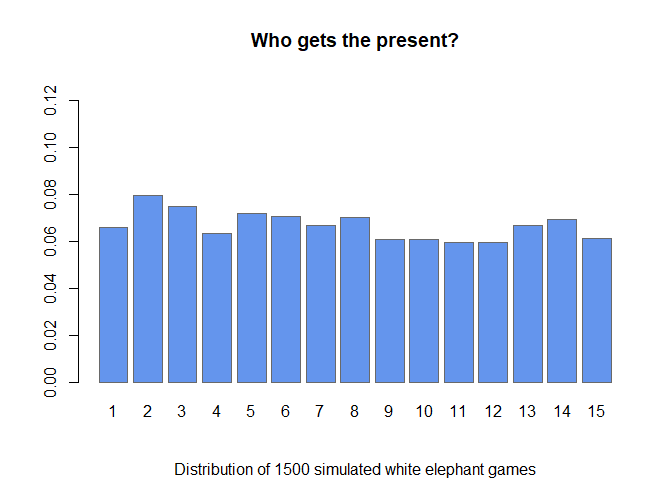 Who gets the present?
0.12
0.10
0.08
0.06
0.04
0.02
0.00
1 2 3 4 5 6 7 8 9 10 11 12 13 14 15
Distribution of 1500 simulated white elephant games